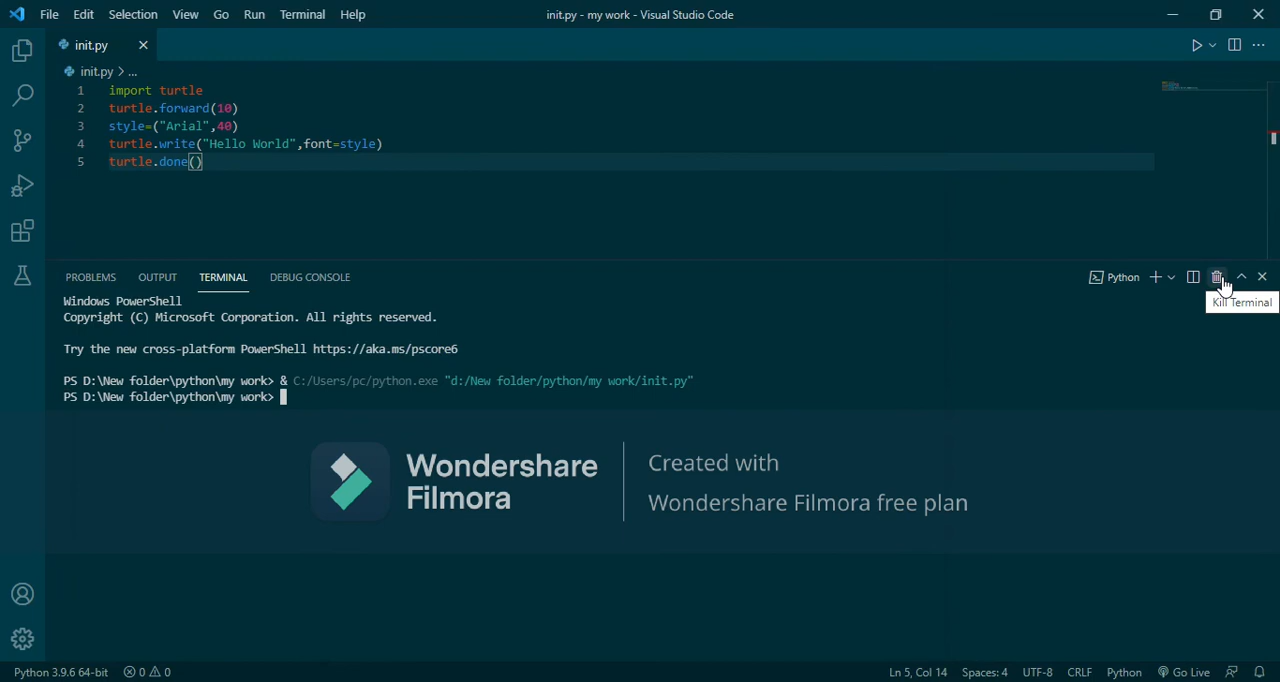 File Edit Selection View Go Run Terminal Help init.py - my work - Visual Studio Code
init.py
init.py > ...
1 import turtle
2 turtle.forward(10)
3 style=("Arial",40)
4 turtle.write("Hello World",font=style)
5 turtle.done()
PROBLEMS OUTPUT TERMINAL DEBUG CONSOLE Python
Kill Terminal
Windows PowerShell
Copyright (C) Microsoft Corporation. All rights reserved.
Try the new cross-platform PowerShell https://aka.ms/pscore6
PS D:\New folder\python\my work> & C:/Users/pc/python.exe "d:/New folder/python/my work/init.py"
PS D:\New folder\python\my work>
Wondershare
Filmora
Created with
Wondershare Filmora free plan
Python 3.9.6 64-bit 0 0 Ln 5, Col 14 Spaces: 4 UTF-8 CRLF Python Go Live